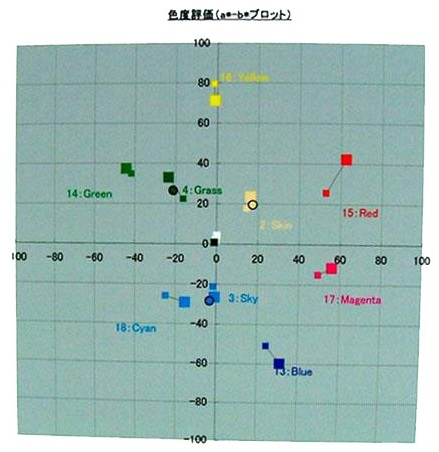 色度評価(a*-b*プロット)
100
16:Yellow
80
60
40
14:Green
4:Grass
20
2:Skin
15:Red
0
-100
-80
-60
-40
-20
0
20
40
60
80
100
-20
3:Sky
17:Magenta
18:Cyan
-40
-60
13:Blue
-80
-100